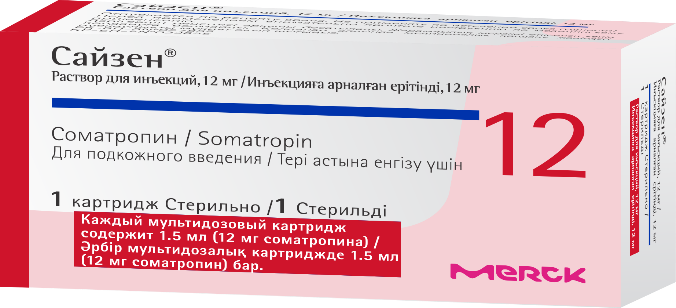 Сайзен®
Раствор для инъекций, 12 мг / Инъекцияға арналған ерітінді, 12 мг
12
Соматропин / Somatropin
Для подкожного введения / Тері астына енгізу үшін
1 картридж Стерильно /1 Стерильді
Каждый мультидозовый картридж
содержит 1.5 мл (12 мг соматропина) /
Әрбір мультидозалық картриджде 1.5 мл
(12 мг соматропин) бар.
MERCK
Сайзен®